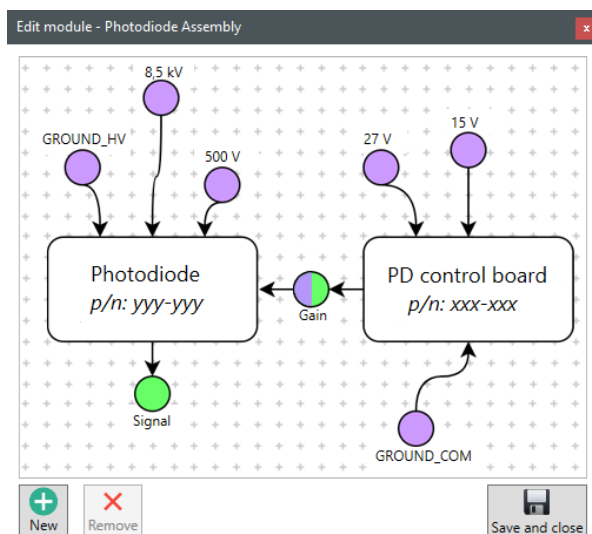 Edit module - Photodiode Assembly
x
8,5 kV
GROUND_HV
500 V
27 V
15 V
Photodiode
p/n: yyy-yyy
PD control board
p/n: xxx-xxx
Gain
Signal
GROUND_COM
New
Remove
Save and close